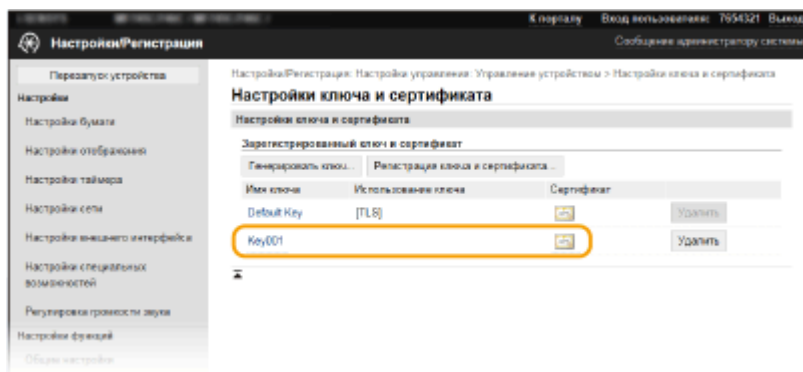 К порталу Вход пользователя: 7654321 Выход
Настройки/Регистрация
Сообщение администратору системы
Перезапуск устройства
Настройка/Регистрация: Настройки управления: Управление устройством > Настройки ключа и сертификата
Настройки
Настройки ключа и сертификата
Настройки бумаги
Настройки ключа и сертификата
Настройки отображения
Зарегистрированный ключ и сертификат
Генерировать ключ... Регистрация ключа и сертификата...
Настройки таймера
Имя ключа Использование ключа Сертификат
Настройки сети
Default Key [TLS] Удалить
Настройки внешнего интерфейса
Key001 Удалить
Настройки специальных
возможностей
Регулировка громкости звука
Настройки функций
Общие настройки